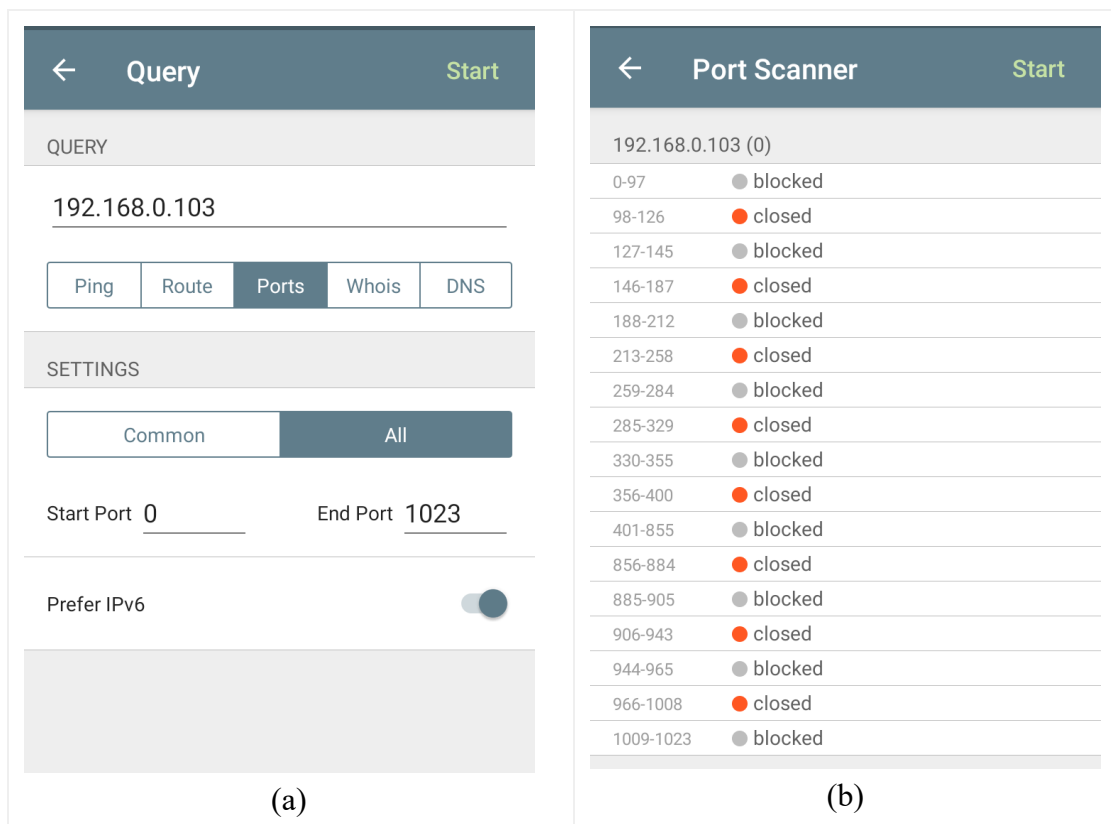 Query Start
QUERY
192.168.0.103
Ping Route Ports Whois DNS
SETTINGS
Common All
Start Port 0 End Port 1023
Prefer IPv6
(a)
Port Scanner Start
192.168.0.103 (0)
0-97 blocked
98-126 closed
127-145 blocked
146-187 closed
188-212 blocked
213-258 closed
259-284 blocked
285-329 closed
330-355 blocked
356-400 closed
401-855 blocked
856-884 closed
885-905 blocked
906-943 closed
944-965 blocked
966-1008 closed
1009-1023 blocked
(b)